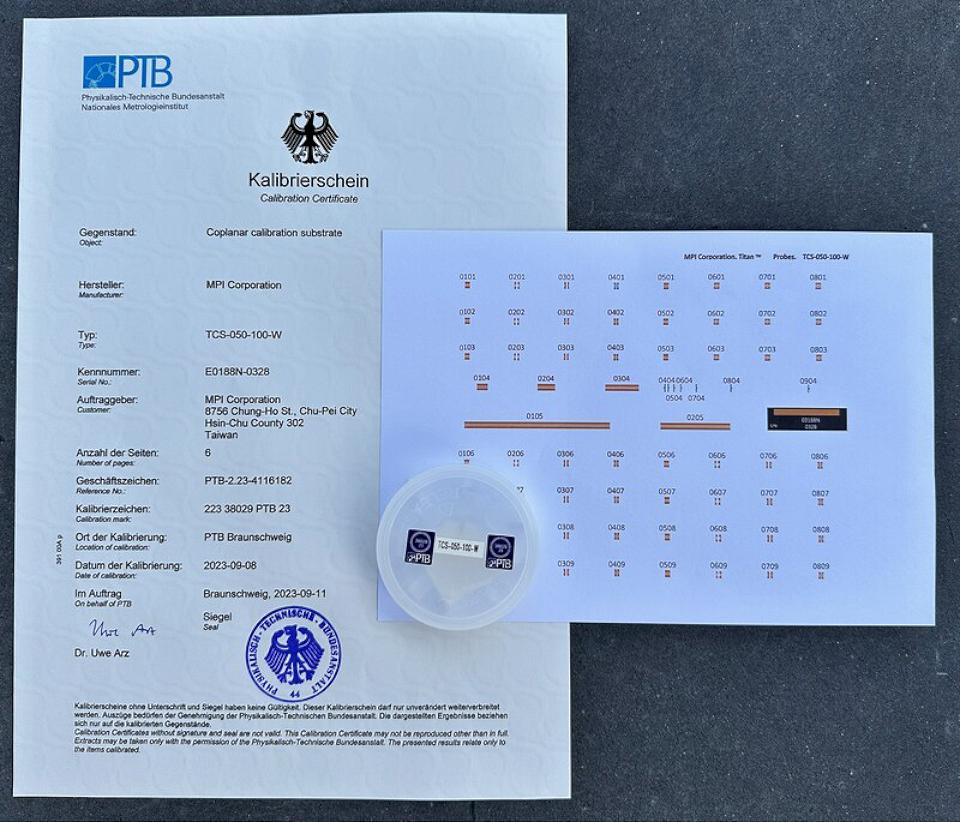 PTB
Physikalisch-Technische Bundesanstalt
Nationales Metrologieinstitut
Kalibrierschein
Calibration Certificate
Gegenstand: Coplanar calibration substrate
Object:
Hersteller: MPI Corporation
Manufacturer:
Typ: TCS-050-100-W
Type:
Kennnummer: E0188N-0328
Serial No.:
Auftraggeber: MPI Corporation
Customer: 8756 Chung-Ho St., Chu-Pei City
Hsin-Chu County 302
Taiwan
Anzahl der Seiten: 6
Number of pages:
Geschäftszeichen: PTB-2.23-4116182
Reference No.:
Kalibrierzeichen: 223 38029 PTB 23
Calibration mark:
Ort der Kalibrierung: PTB Braunschweig
Location of calibration:
Datum der Kalibrierung: 2023-09-08
Date of calibration:
Im Auftrag Braunschweig, 2023-09-11
On behalf of PTB
Siegel
Seal
Dr. Uwe Arz
PHYSIKALISCH-TECHNISCHE-BUNDESANSTALT
44
391 00A p
Kalibrierscheine ohne Unterschrift und Siegel haben keine Gültigkeit. Dieser Kalibrierschein darf nur unverändert weiterverbreitet
werden. Auszüge bedürfen der Genehmigung der Physikalisch-Technischen Bundesanstalt. Die dargestellten Ergebnisse beziehen
sich nur auf die kalibrierten Gegenstände.
Calibration Certificates without signature and seal are not valid. This Calibration Certificate may not be reproduced other than in full.
Extracts may be taken only with the permission of the Physikalisch-Technische Bundesanstalt. The presented results relate only to
the items calibrated.
MPI Corporation. Titan ™ Probes. TCS-050-100-W
0101 0201 0301 0401 0501 0601 0701 0801
0102 0202 0302 0402 0502 0602 0702 0802
0103 0203 0303 0403 0503 0603 0703 0803
0104 0204 0304 0404 0604 0804 0904
0504 0704
0105 0205
E0188N
0328
0106 0206 0306 0406 0506 0606 0706 0806
0307 0407 0507 0607 0707 0807
0308 0408 0508 0608 0708 0808
0309 0409 0509 0609 0709 0809
PTB TCS-050-100-W PTB